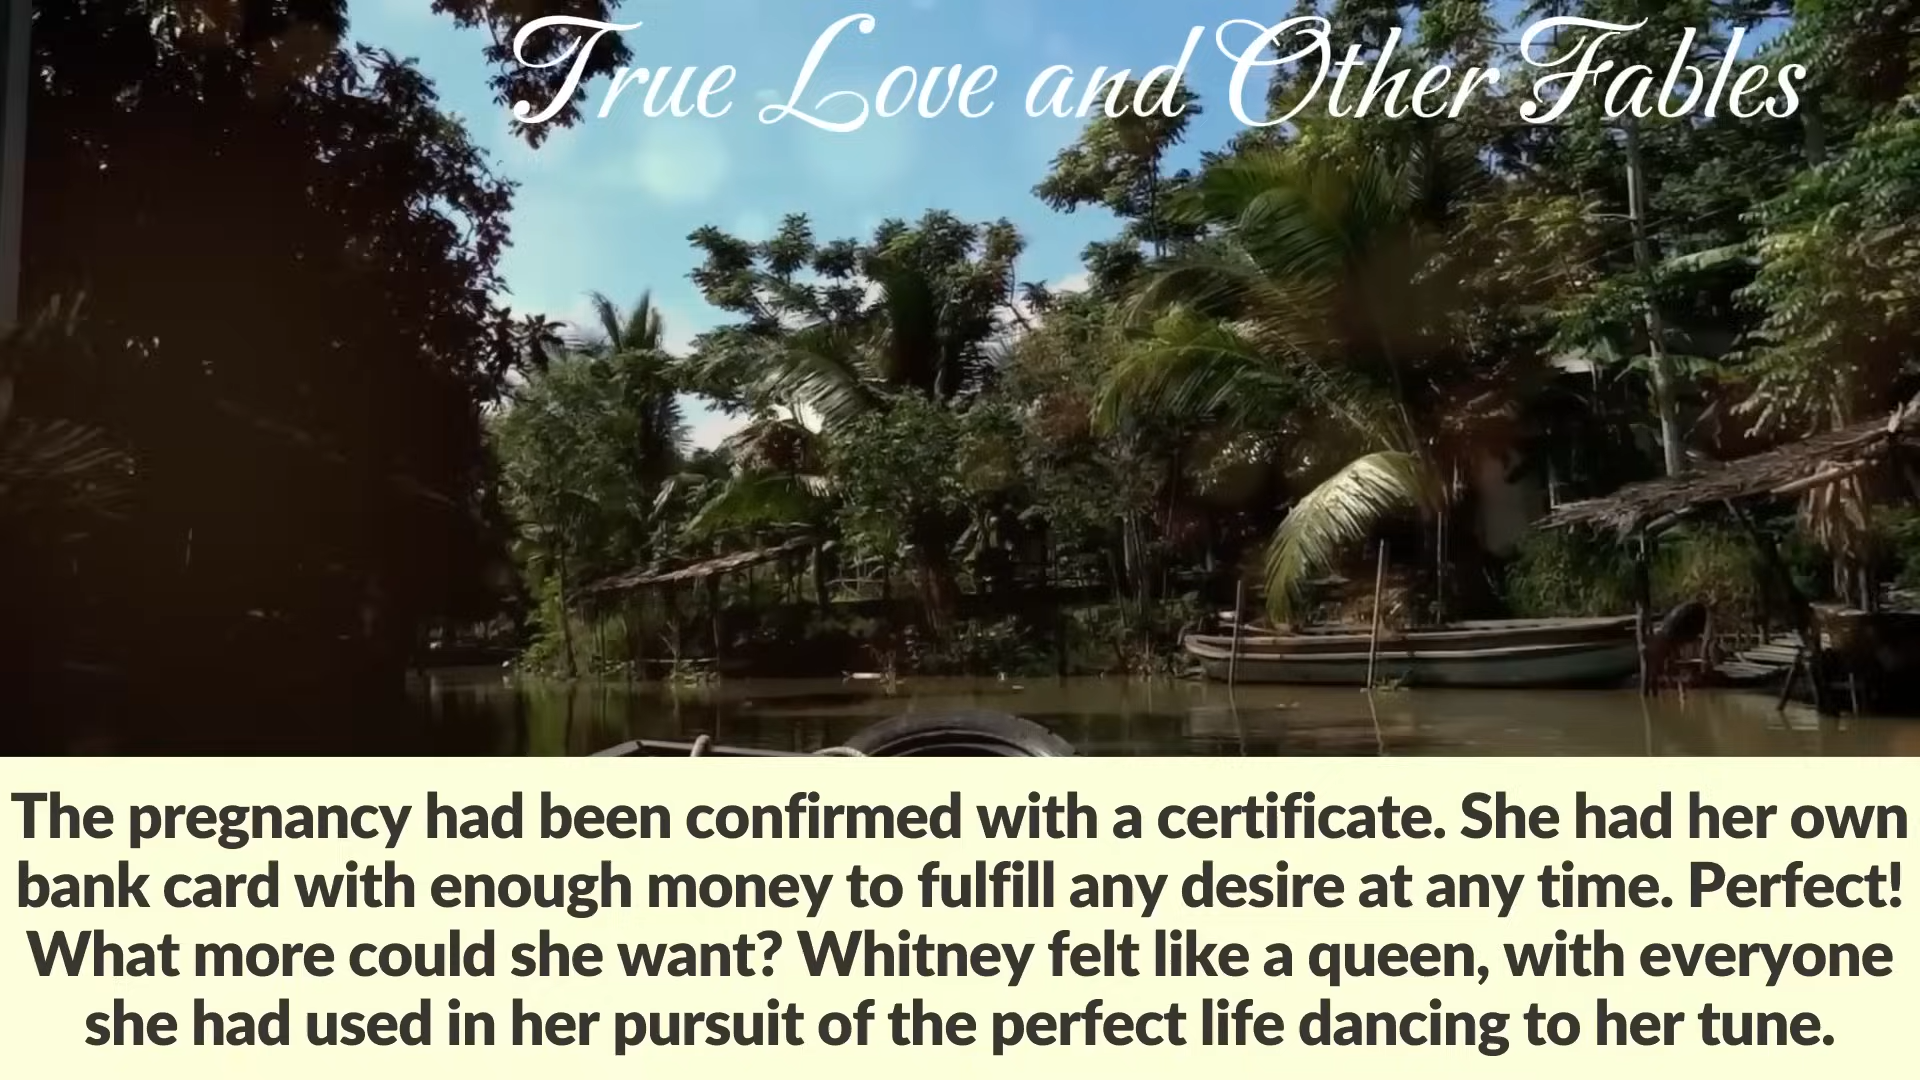 True Love and Other Fables
The pregnancy had been confirmed with a certificate. She had her own
bank card with enough money to fulfill any desire at any time. Perfect!
What more could she want? Whitney felt like a queen, with everyone
she had used in her pursuit of the perfect life dancing to her tune.